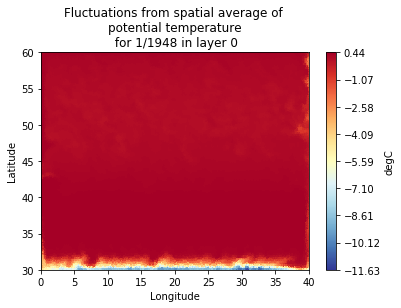 Fluctuations from spatial average of
potential temperature
for 1/1948 in layer 0
60
55
50
45
40
35
30
Latitude
0 5 10 15 20 25 30 35 40
Longitude
0.44
−1.07
−2.58
−4.09
−5.59
−7.10
−8.61
−10.12
−11.63
degC